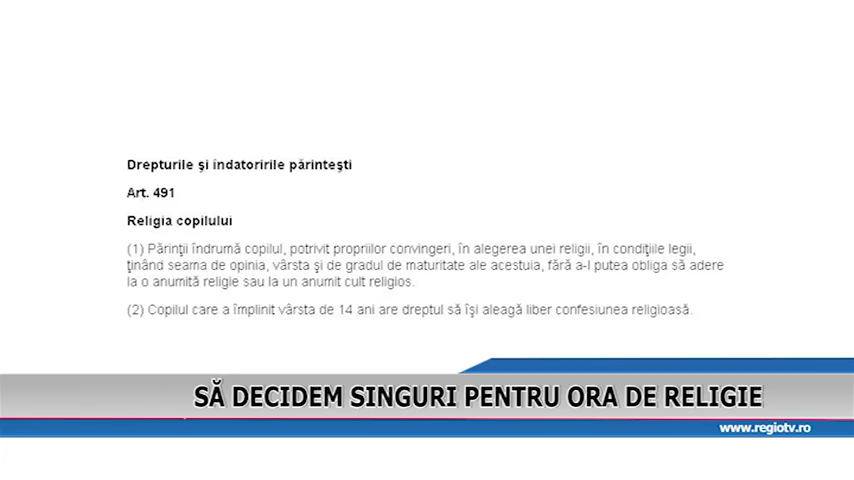 Drepturile şi îndatoririle părinteşti
Art. 491
Religia copilului
(1) Părinţii îndrumă copilul, potrivit propriilor convingeri, în alegerea unei religii, în condiţiile legii,
ţinând seama de opinia, vârsta şi de gradul de maturitate ale acestuia, fără a-l putea obliga să adere
la o anumită religie sau la un anumit cult religios.
(2) Copilul care a împlinit vârsta de 14 ani are dreptul să îşi aleagă liber confesiunea religioasă.
SĂ DECIDEM SINGURI PENTRU ORA DE RELIGIE
www.regiotv.ro